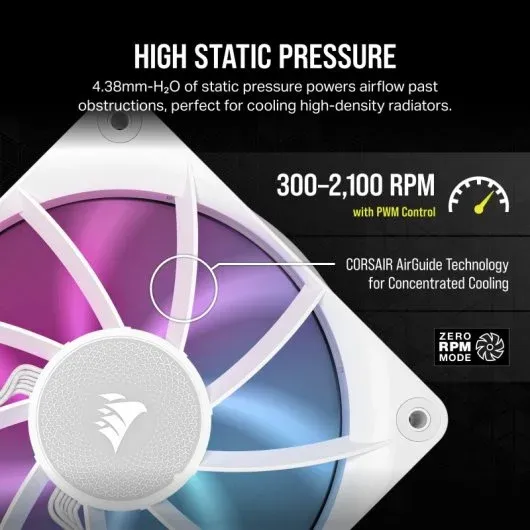 HIGH STATIC PRESSURE
4.38mm-H₂O of static pressure powers airflow past
obstructions, perfect for cooling high-density radiators.
300–2,100 RPM
with PWM Control
CORSAIR AirGuide Technology
for Concentrated Cooling
ZERO
RPM
MODE